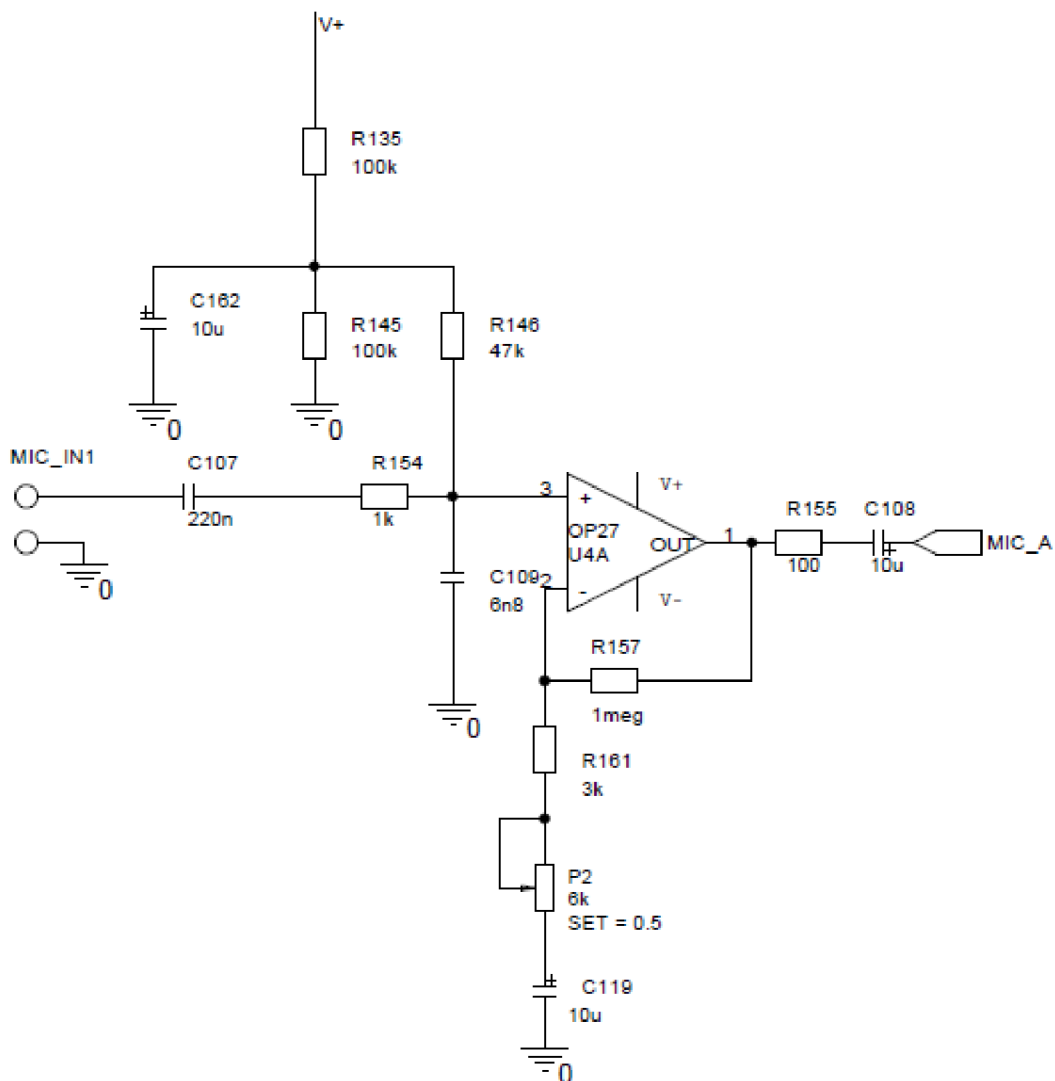 V+
R135
100k
C162
10u
R145
100k
R146
47k
0
0
MIC_IN1
C107
220n
R154
1k
0
3
+
V+
OP27
U4A
OUT
1
R155
100
C108
10u
MIC_A
C109
6n8
2
-
V-
R157
1meg
0
R161
3k
P2
6k
SET = 0.5
C119
10u
0